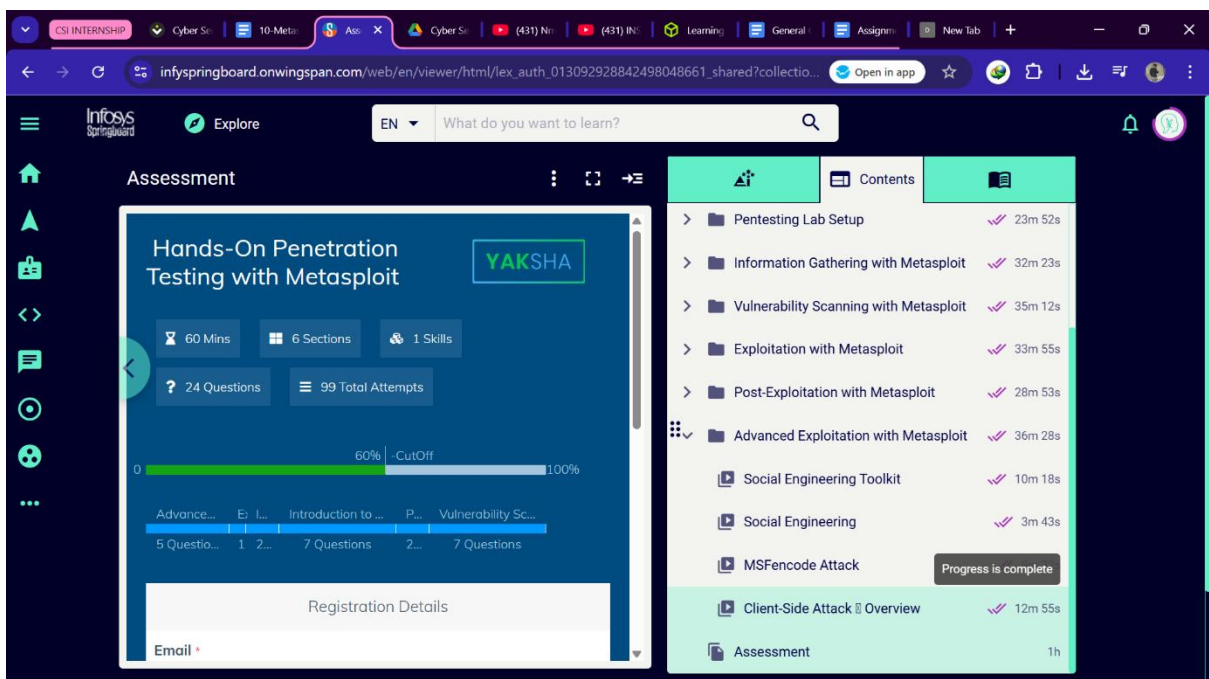 CSI INTERNSHIP
Cyber Se
10-Meta
Ass
Cyber Se
(431) Nm
(431) INS
Learning
General
Assignm
New Tab
infyspringboard.onwingspan.com/web/en/viewer/html/lex_auth_013092928842498048661_shared?collectio...
Open in app
Infosys
Springboard
Explore
EN
What do you want to learn?
Assessment
Contents
Hands-On Penetration
Testing with Metasploit
YAKSHA
60 Mins
6 Sections
1 Skills
? 24 Questions
99 Total Attempts
60% -CutOff
0
100%
Advance...
I...
Introduction to ...
P...
Vulnerability Sc...
5 Questio...
1
2...
7 Questions
2...
7 Questions
Registration Details
Email *
Pentesting Lab Setup
23m 52s
Information Gathering with Metasploit
32m 23s
Vulnerability Scanning with Metasploit
35m 12s
Exploitation with Metasploit
33m 55s
Post-Exploitation with Metasploit
28m 53s
Advanced Exploitation with Metasploit
36m 28s
Social Engineering Toolkit
10m 18s
Social Engineering
3m 43s
MSFencode Attack
Progress is complete
Client-Side Attack Overview
12m 55s
Assessment
1h